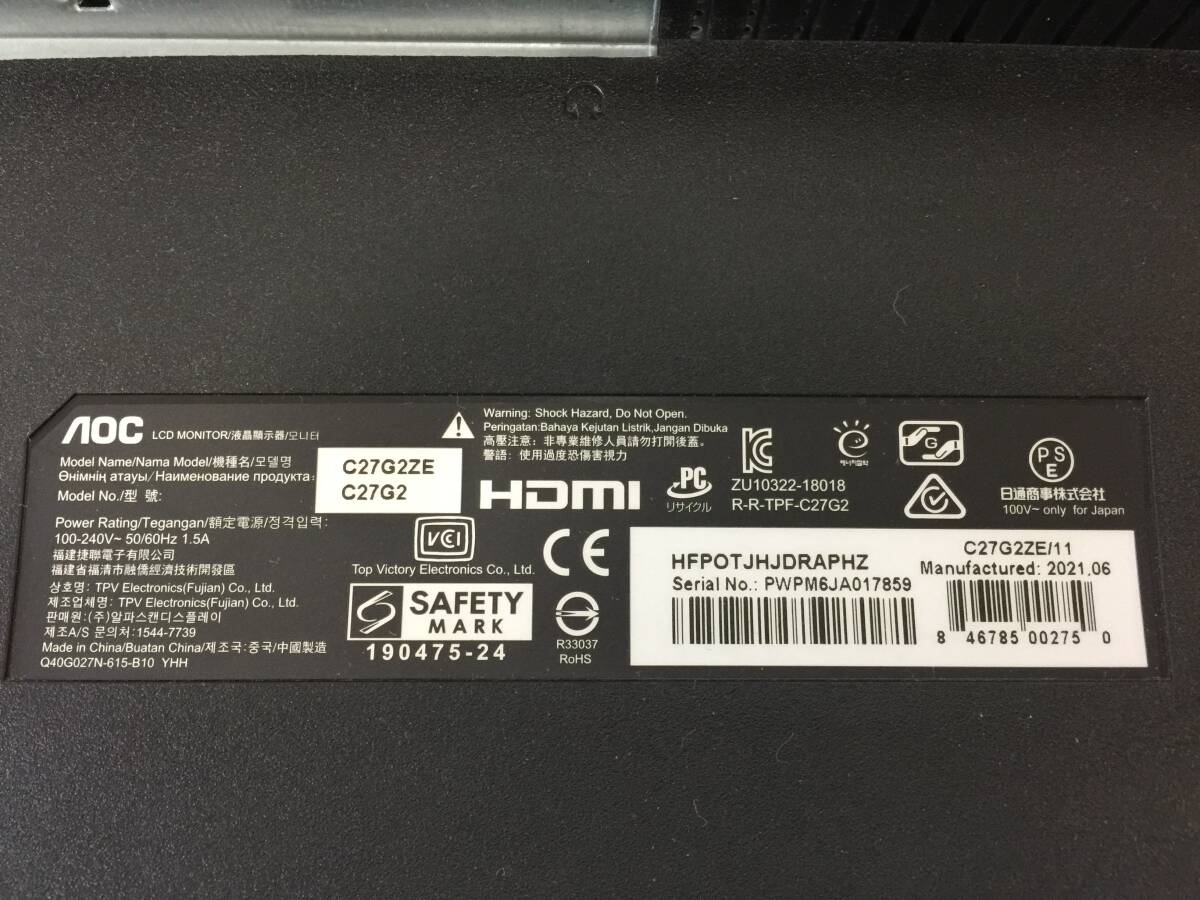 AOC LCD MONITOR/液晶顯示器/모니터
Model Name/Nama Model/機種名/모델명
Өнімнің атауы/Наименование продукта:
Model No./型 號:
C27G2ZE
C27G2
Power Rating/Tegangan/額定電源/정격입력:
100-240V~ 50/60Hz 1.5A
福建捷聯電子有限公司
福建省福清市融僑經濟技術開發區
상호명: TPV Electronics(Fujian) Co., Ltd.
제조업체명: TPV Electronics(Fujian) Co., Ltd.
판매원:(주)알파스캔디스플레이
제조A/S 문의처:1544-7739
Made in China/Buatan China/제조국:중국/中國製造
Q40G027N-615-B10 YHH
Warning: Shock Hazard, Do Not Open.
Peringatan:Bahaya Kejutan Listrik,Jangan Dibuka
高壓注意: 非專業維修人員請勿打開後蓋。
警語: 使用過度恐傷害視力
HDMI
VCCI
Top Victory Electronics Co., Ltd.
CE
SAFETY
MARK
190475-24
R33037
RoHS
PC
リサイクル
ZU10322-18018
R-R-TPF-C27G2
에너지절약
G
PS
E
日通商事株式会社
100V~ only for Japan
HFPOTJHJDRAPHZ
Serial No.: PWPM6JA017859
C27G2ZE/11
Manufactured: 2021.06
8 46785 00275 0